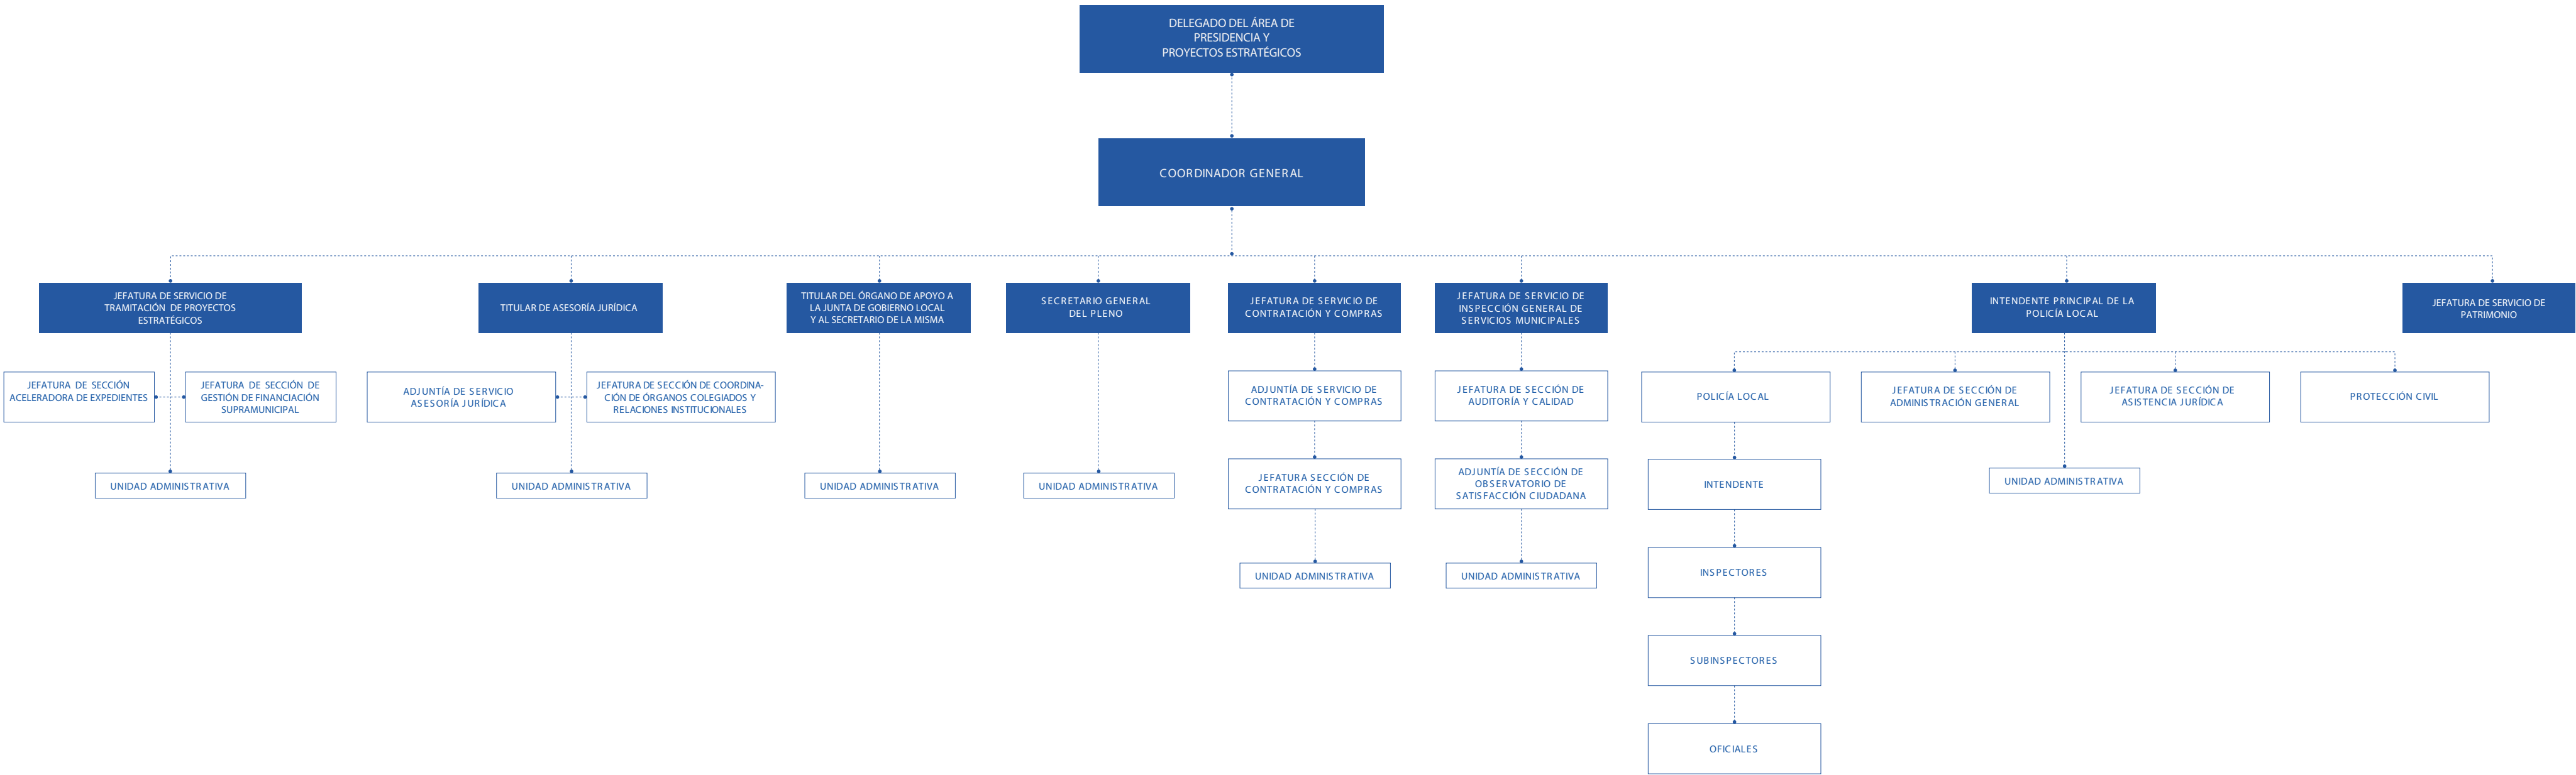 DELEGADO DEL ÁREA DE
PRESIDENCIA Y
PROYECTOS ESTRATÉGICOS
COORDINADOR GENERAL
JEFATURA DE SERVICIO DE
TRAMITACIÓN DE PROYECTOS
ESTRATÉGICOS
TITULAR DE ASESORÍA JURÍDICA
TITULAR DEL ÓRGANO DE APOYO A
LA JUNTA DE GOBIERNO LOCAL
Y AL SECRETARIO DE LA MISMA
SECRETARIO GENERAL
DEL PLENO
JEFATURA DE SERVICIO DE
CONTRATACIÓN Y COMPRAS
JEFATURA DE SERVICIO DE
INSPECCIÓN GENERAL DE
SERVICIOS MUNICIPALES
INTENDENTE PRINCIPAL DE LA
POLICÍA LOCAL
JEFATURA DE SERVICIO DE
PATRIMONIO
JEFATURA DE SECCIÓN
ACELERADORA DE EXPEDIENTES
JEFATURA DE SECCIÓN DE
GESTIÓN DE FINANCIACIÓN
SUPRAMUNICIPAL
ADJUNTÍA DE SERVICIO
ASESORÍA JURÍDICA
JEFATURA DE SECCIÓN DE COORDINA-
CIÓN DE ÓRGANOS COLEGIADOS Y
RELACIONES INSTITUCIONALES
ADJUNTÍA DE SERVICIO DE
CONTRATACIÓN Y COMPRAS
JEFATURA DE SECCIÓN DE
AUDITORÍA Y CALIDAD
POLICÍA LOCAL
JEFATURA DE SECCIÓN DE
ADMINISTRACIÓN GENERAL
JEFATURA DE SECCIÓN DE
ASISTENCIA JURÍDICA
PROTECCIÓN CIVIL
UNIDAD ADMINISTRATIVA
UNIDAD ADMINISTRATIVA
UNIDAD ADMINISTRATIVA
UNIDAD ADMINISTRATIVA
JEFATURA SECCIÓN DE
CONTRATACIÓN Y COMPRAS
ADJUNTÍA DE SECCIÓN DE
OBSERVATORIO DE
SATISFACCIÓN CIUDADANA
INTENDENTE
UNIDAD ADMINISTRATIVA
UNIDAD ADMINISTRATIVA
UNIDAD ADMINISTRATIVA
INSPECTORES
SUBINSPECTORES
OFICIALES